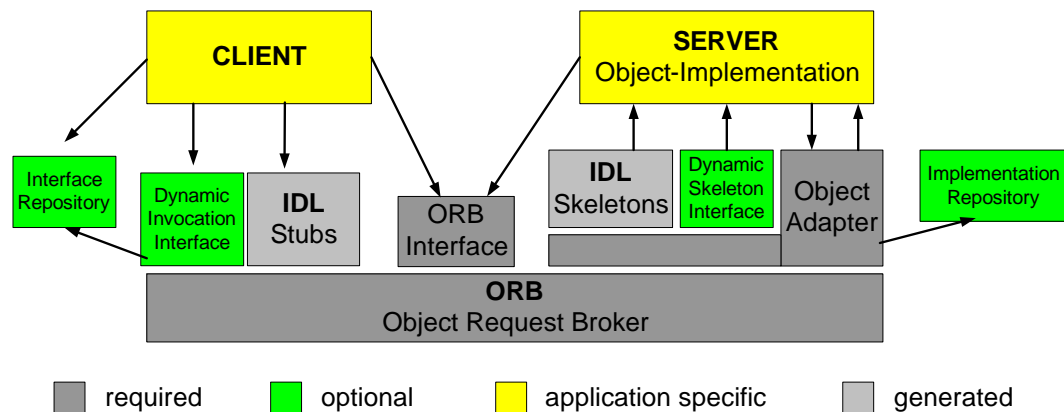 CLIENT
SERVER
Object-Implementation
Interface
Repository
Dynamic
Invocation
Interface
IDL
Stubs
ORB
Interface
IDL
Skeletons
Dynamic
Skeleton
Interface
Object
Adapter
Implementation
Repository
ORB
Object Request Broker
required
optional
application specific
generated